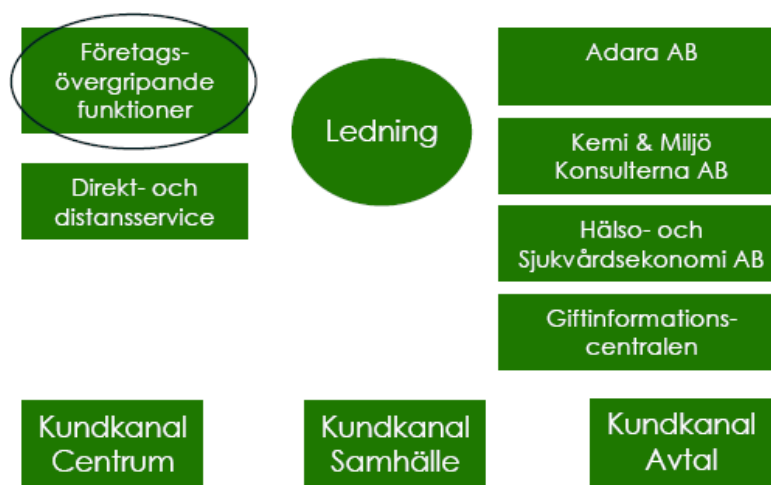 Företags-
övergripande
funktioner
Direkt- och
distansservice
Ledning
Adara AB
Kemi & Miljö
Konsulterna AB
Hälso- och
Sjukvårdsekonomi AB
Giftinformations-
centralen
Kundkanal
Centrum
Kundkanal
Samhälle
Kundkanal
Avtal